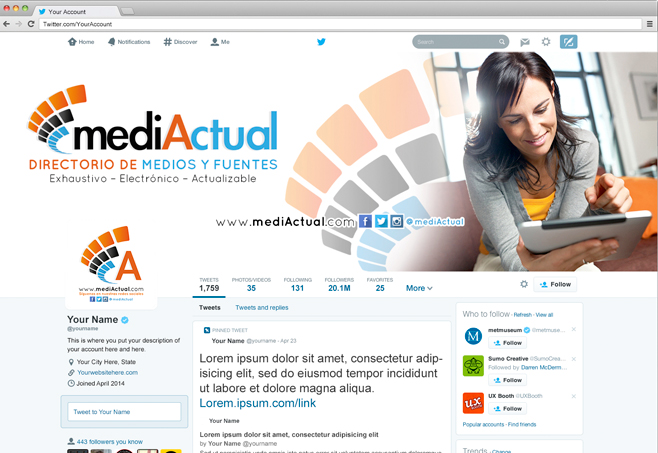 Your Account
Twitter.com/YourAccount
Home Notifications Discover Me
Search
mediActual
DIRECTORIO DE MEDIOS Y FUENTES
Exhaustivo – Electrónico – Actualizable
www.mediActual.com @mediActual
A
www.mediActual.com
@mediActual
TWEETS PHOTOS/VIDEOS FOLLOWING FOLLOWERS FAVORITES
1,759 35 131 20.1M 25 More
Follow
Your Name
@yourname
This is where you put your description of
your account here and here.
Your City Here, State
Yourwebsitehere.com
Joined April 2014
Tweet to Your Name
443 followers you know
Tweets Tweets and replies
PINNED TWEET
Your Name @yourname · Apr 23
Lorem ipsum dolor sit amet, consectetur adip-
isicing elit, sed do eiusmod tempor incididunt
ut labore et dolore magna aliqua.
Lorem.ipsum.com/link
Your Name
Lorem ipsum dolor sit amet, consectetur adipisicing elit
by Your Name @yourname
Who to follow · Refresh · View all
metmuseum @metmuse...
Follow
Sumo Creative @SumoCrea...
Followed by Darren McDerm...
Follow
UX Booth @UXBooth
Follow
Popular accounts · Find friends
Trends · Change